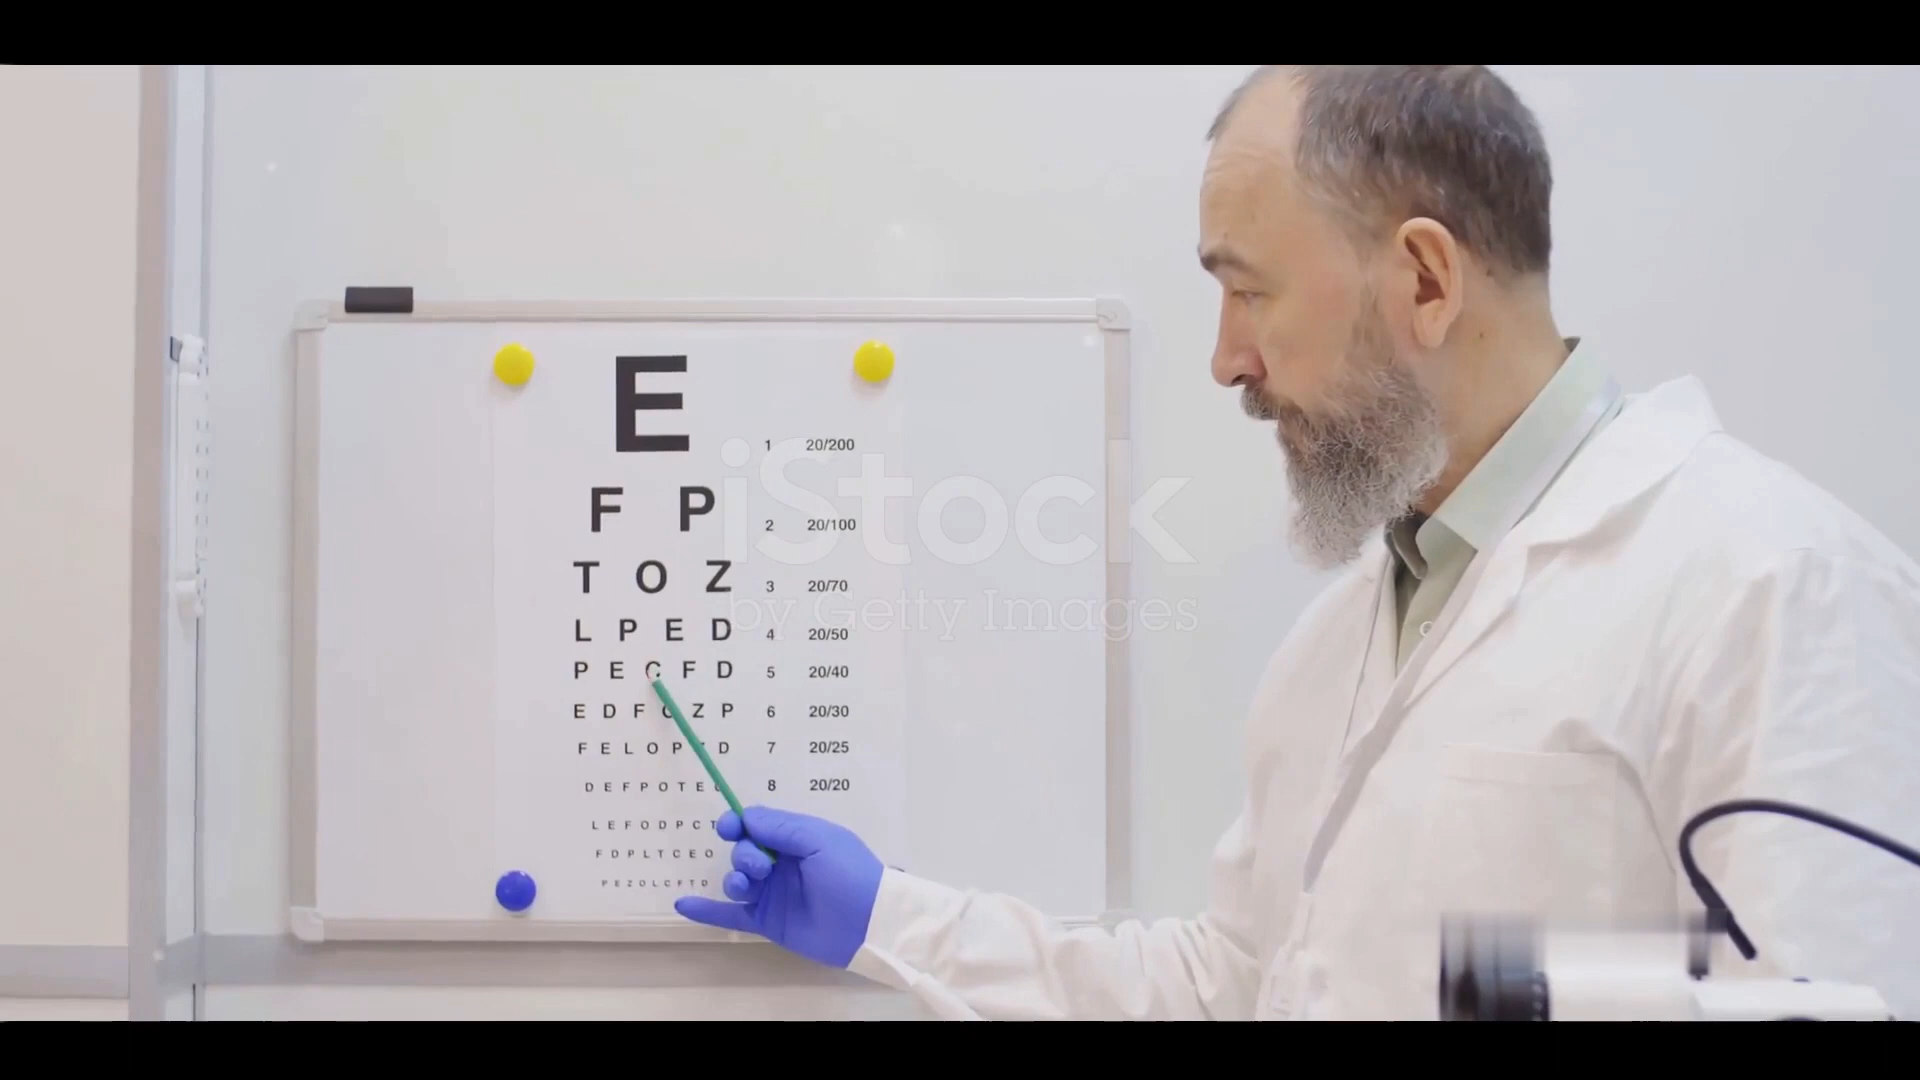 E 1 20/200
F P 2 20/100
T O Z 3 20/70
L P E D 4 20/50
P E C F D 5 20/40
E D F C Z P 6 20/30
F E L O P Z D 7 20/25
D E F P O T E C 8 20/20
L E F O D P C T
F D P L T C E O
P E Z O L C F T D
iStock
by Getty Images